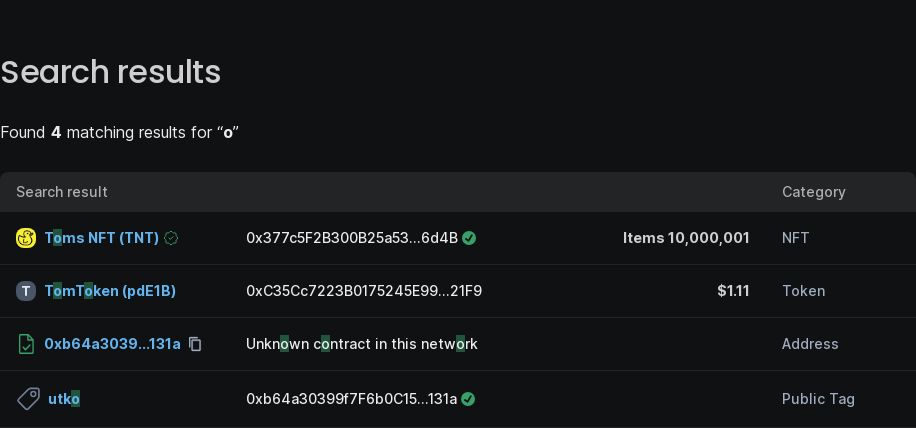 Search results
Found 4 matching results for “o”
Search result Category
Toms NFT (TNT) 0x377c5F2B300B25a53...6d4B Items 10,000,001 NFT
T TomToken (pdE1B) 0xC35Cc7223B0175245E99...21F9 $1.11 Token
0xb64a3039...131a Unknown contract in this network Address
utko 0xb64a30399f7F6b0C15...131a Public Tag